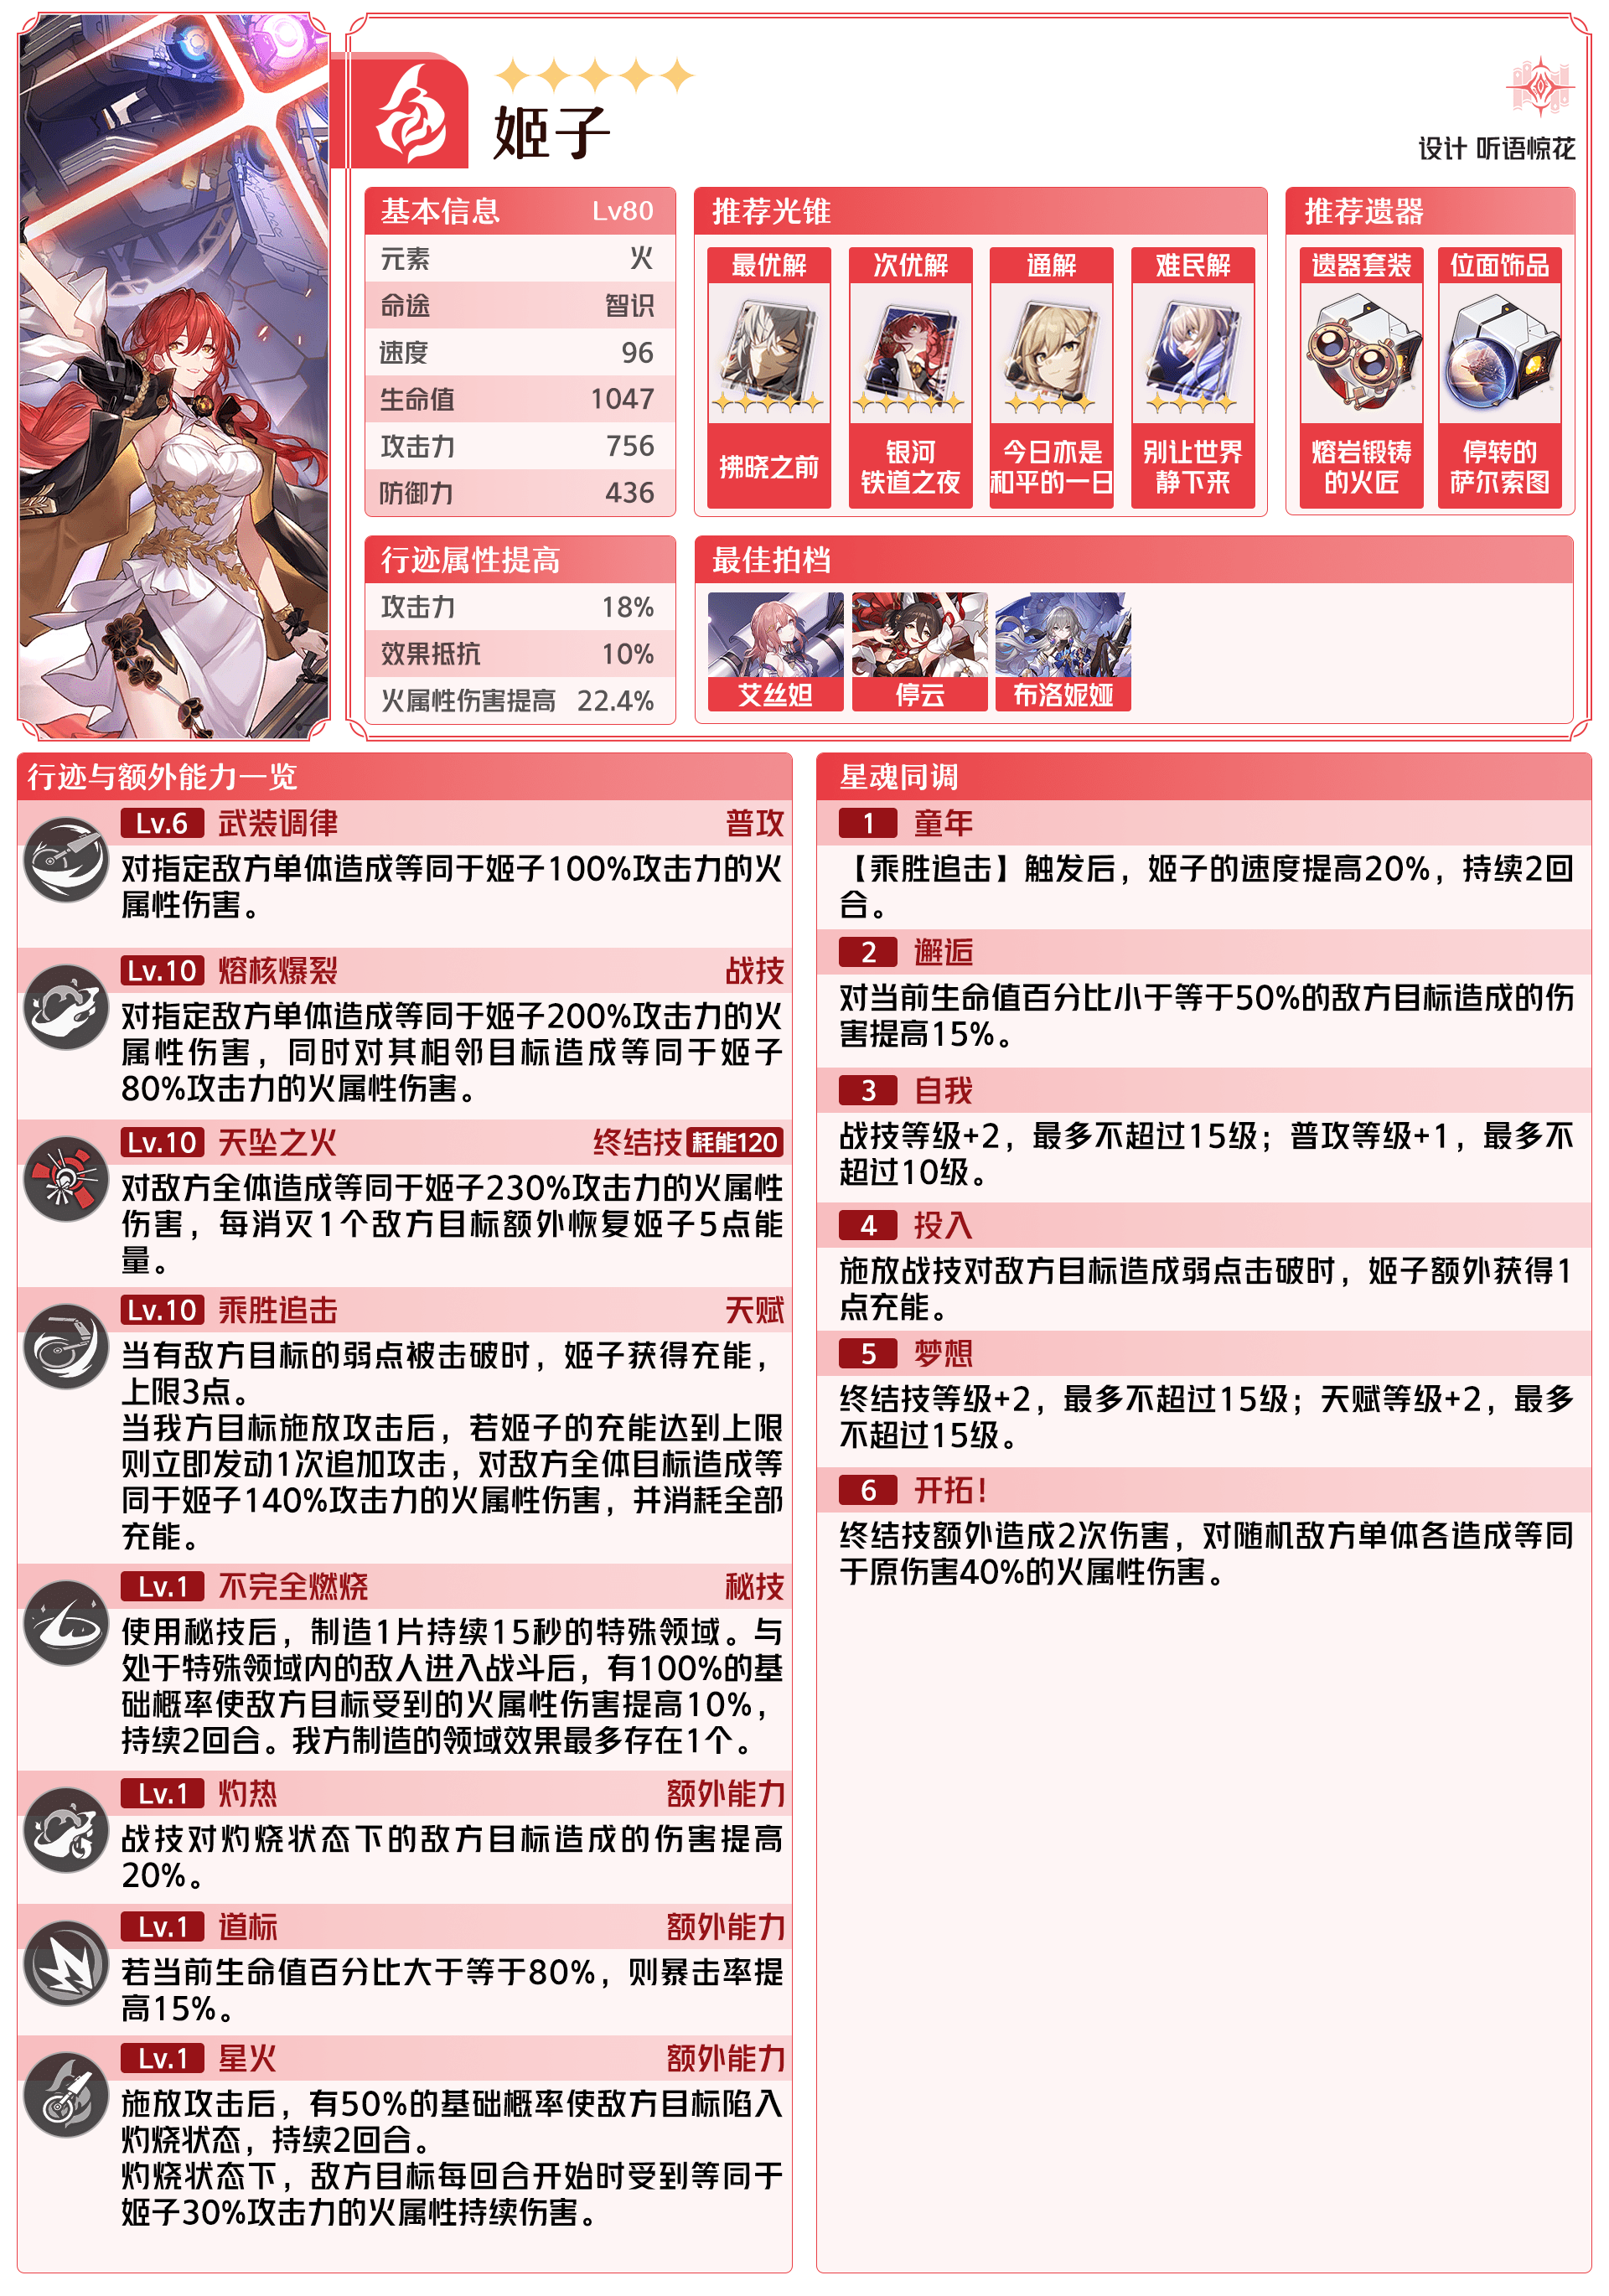 姬子
设计 听语惊花
基本信息 Lv80
元素 火
命途 智识
速度 96
生命值 1047
攻击力 756
防御力 436
推荐光锥
最优解
拂晓之前
次优解
银河
铁道之夜
通解
今日亦是
和平的一日
难民解
别让世界
静下来
推荐遗器
遗器套装
熔岩锻铸
的火匠
位面饰品
停转的
萨尔索图
行迹属性提高
攻击力 18%
效果抵抗 10%
火属性伤害提高 22.4%
最佳拍档
艾丝妲
停云
布洛妮娅
行迹与额外能力一览
Lv.6 武装调律 普攻
对指定敌方单体造成等同于姬子100%攻击力的火
属性伤害。
Lv.10 熔核爆裂 战技
对指定敌方单体造成等同于姬子200%攻击力的火
属性伤害，同时对其相邻目标造成等同于姬子
80%攻击力的火属性伤害。
Lv.10 天坠之火 终结技 耗能120
对敌方全体造成等同于姬子230%攻击力的火属性
伤害，每消灭1个敌方目标额外恢复姬子5点能
量。
Lv.10 乘胜追击 天赋
当有敌方目标的弱点被击破时，姬子获得充能，
上限3点。
当我方目标施放攻击后，若姬子的充能达到上限
则立即发动1次追加攻击，对敌方全体目标造成等
同于姬子140%攻击力的火属性伤害，并消耗全部
充能。
Lv.1 不完全燃烧 秘技
使用秘技后，制造1片持续15秒的特殊领域。与
处于特殊领域内的敌人进入战斗后，有100%的基
础概率使敌方目标受到的火属性伤害提高10%，
持续2回合。我方制造的领域效果最多存在1个。
Lv.1 灼热 额外能力
战技对灼烧状态下的敌方目标造成的伤害提高
20%。
Lv.1 道标 额外能力
若当前生命值百分比大于等于80%，则暴击率提
高15%。
Lv.1 星火 额外能力
施放攻击后，有50%的基础概率使敌方目标陷入
灼烧状态，持续2回合。
灼烧状态下，敌方目标每回合开始时受到等同于
姬子30%攻击力的火属性持续伤害。
星魂同调
1 童年
【乘胜追击】触发后，姬子的速度提高20%，持续2回
合。
2 邂逅
对当前生命值百分比小于等于50%的敌方目标造成的伤
害提高15%。
3 自我
战技等级+2，最多不超过15级；普攻等级+1，最多不
超过10级。
4 投入
施放战技对敌方目标造成弱点击破时，姬子额外获得1
点充能。
5 梦想
终结技等级+2，最多不超过15级；天赋等级+2，最多
不超过15级。
6 开拓！
终结技额外造成2次伤害，对随机敌方单体各造成等同
于原伤害40%的火属性伤害。